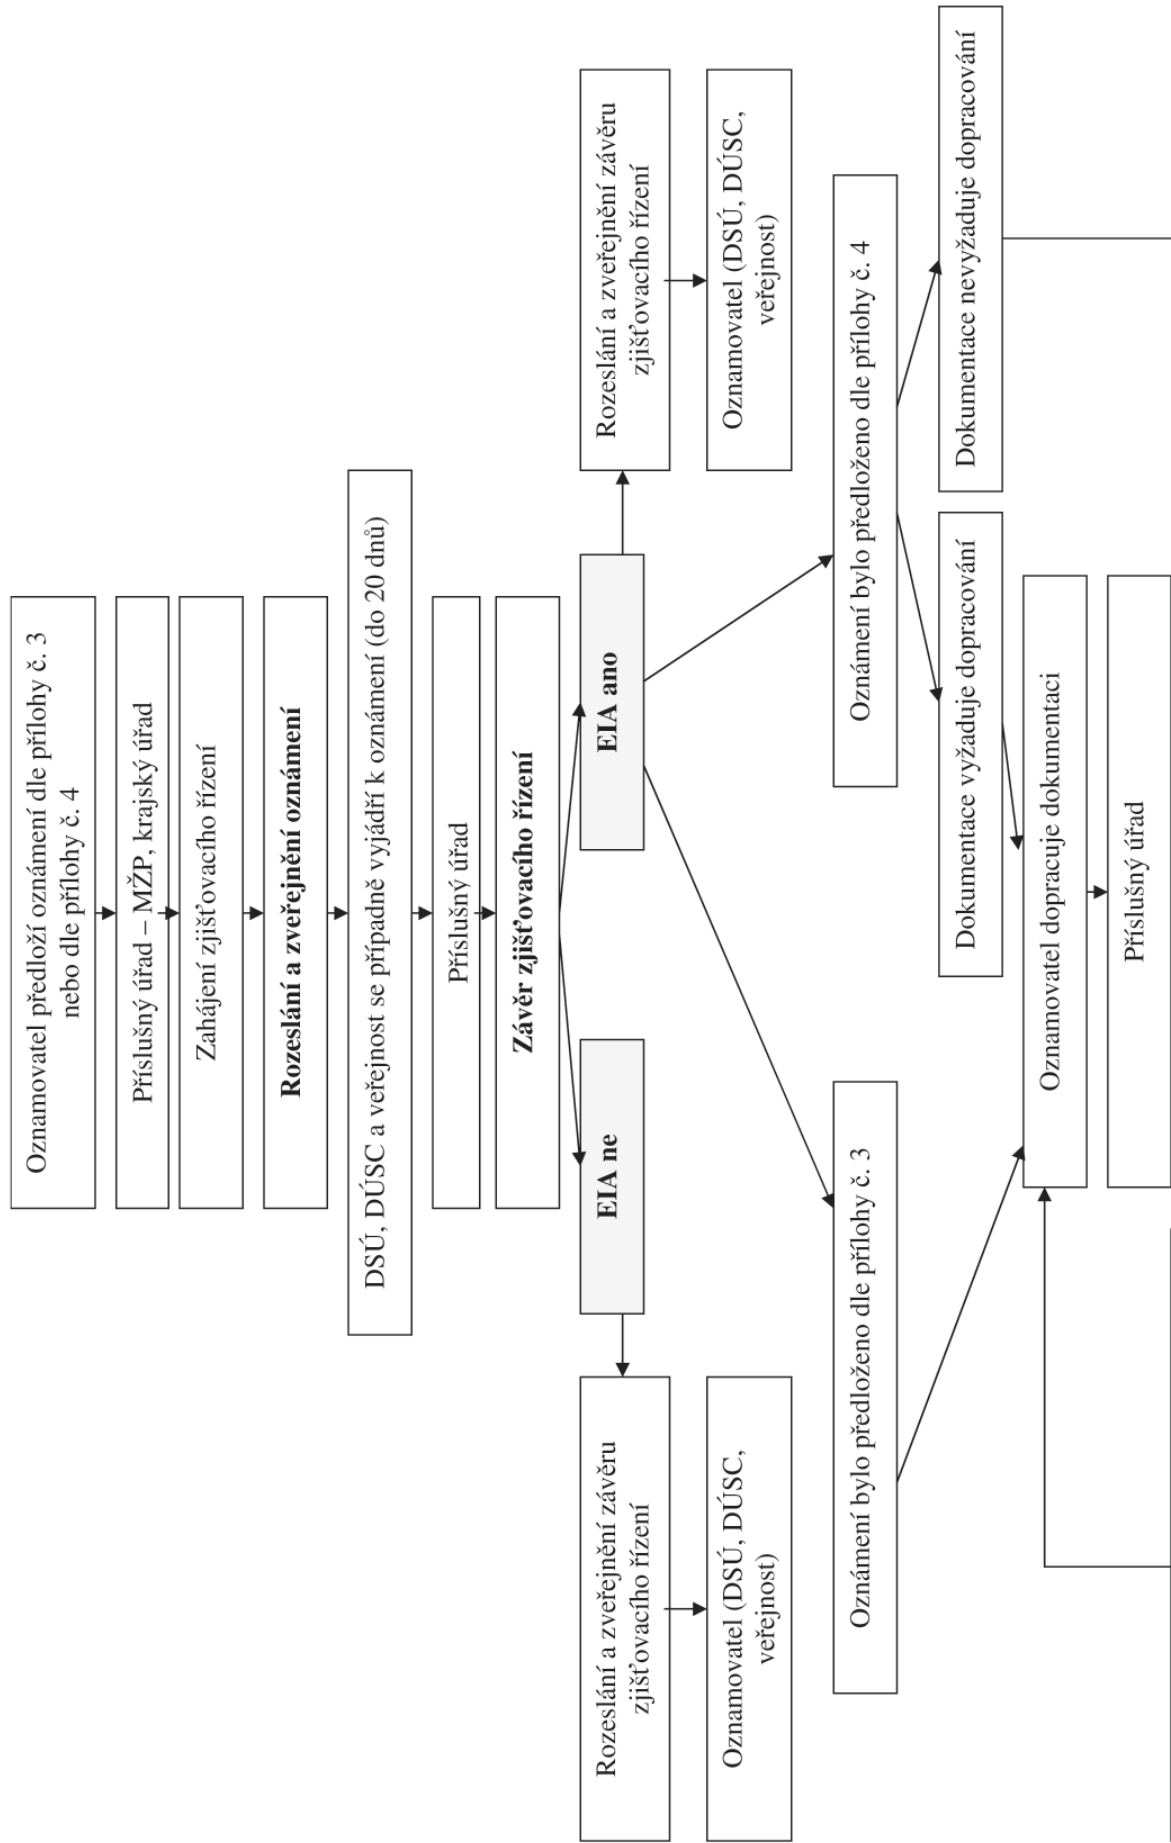 Oznamovatel předloží oznámení dle přílohy č. 3
nebo dle přílohy č. 4
Příslušný úřad – MŽP, krajský úřad
Zahájení zjišťovacího řízení
Rozeslání a zveřejnění oznámení
DSÚ, DÚSC a veřejnost se případně vyjádří k oznámení (do 20 dnů)
Příslušný úřad
Závěr zjišťovacího řízení
EIA ne
EIA ano
Rozeslání a zveřejnění závěru
zjišťovacího řízení
Rozeslání a zveřejnění závěru
zjišťovacího řízení
Oznamovatel (DSÚ, DÚSC,
veřejnost)
Oznamovatel (DSÚ, DÚSC,
veřejnost)
Oznámení bylo předloženo dle přílohy č. 3
Oznámení bylo předloženo dle přílohy č. 4
Dokumentace vyžaduje dopracování
Dokumentace nevyžaduje dopracování
Oznamovatel dopracuje dokumentaci
Příslušný úřad